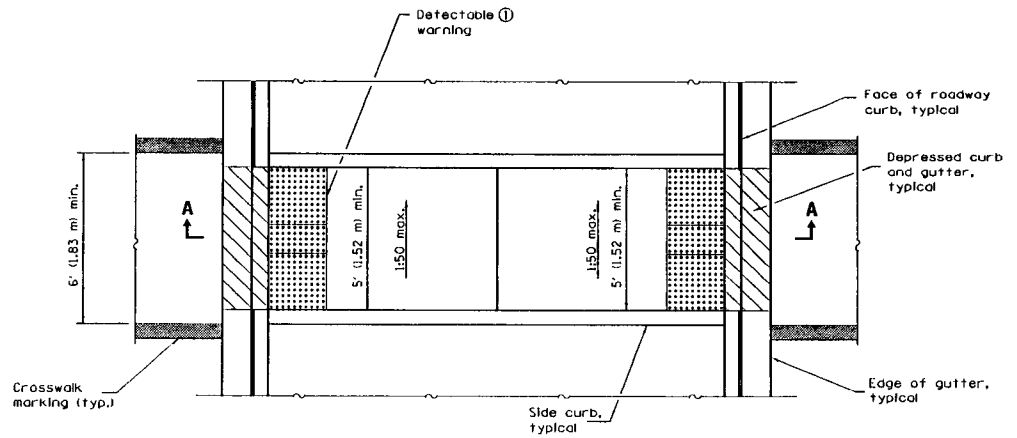 Detectable ①
warning
Face of roadway
curb, typical
Depressed curb
and gutter,
typical
6' (1.83 m) min.
A
5' (1.52 m) min.
1:50 max.
1:50 max.
5' (1.52 m) min.
A
Crosswalk
marking (typ.)
Side curb,
typical
Edge of gutter,
typical